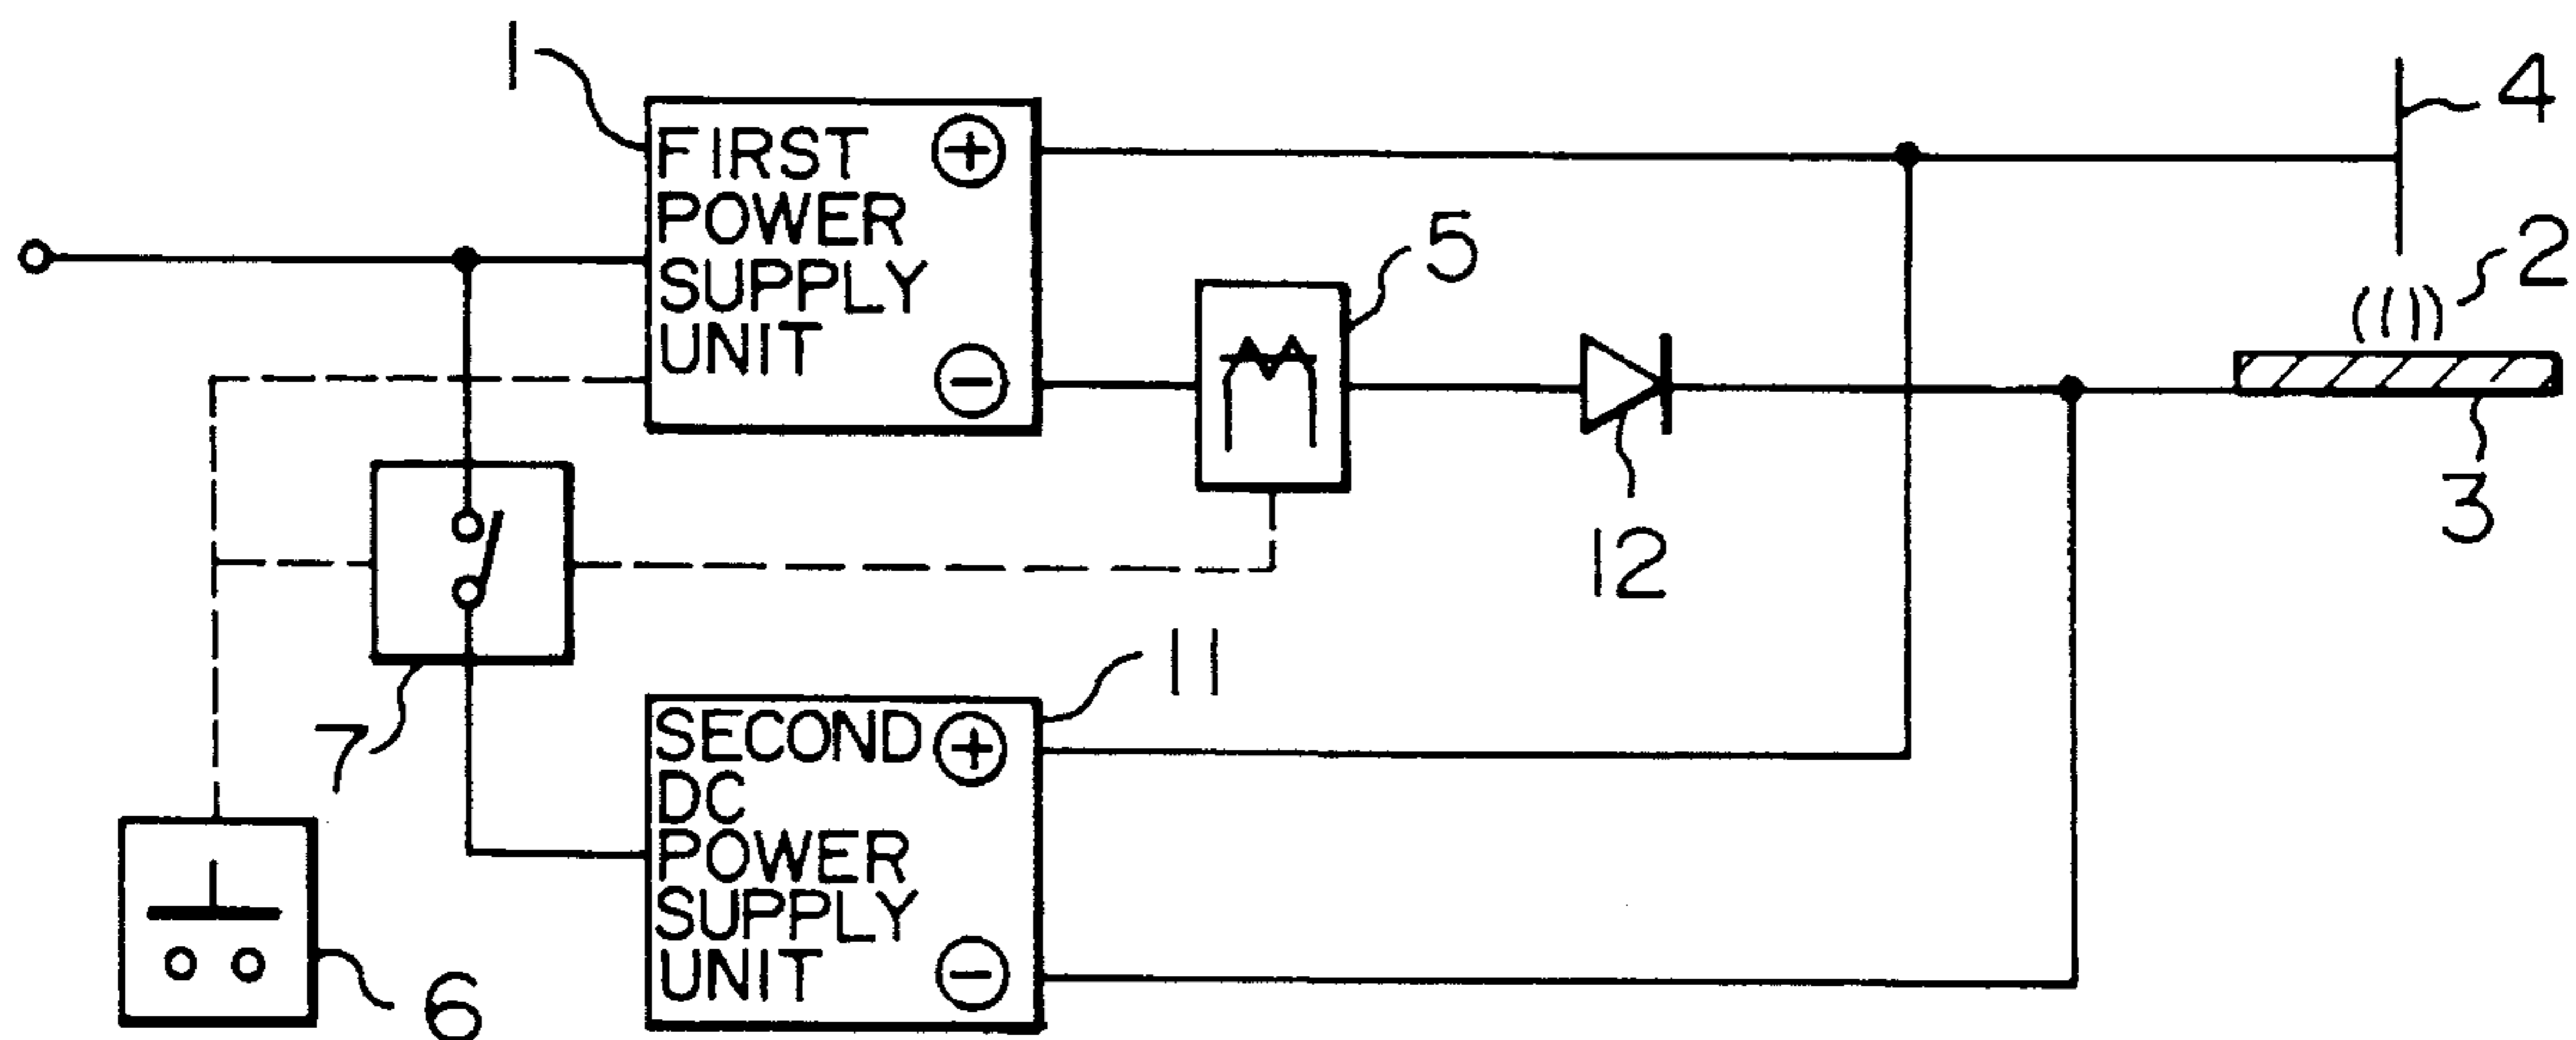 1
FIRST
POWER
SUPPLY
UNIT
+
−
4
2
5
3
12
7
11
SECOND
DC
POWER
SUPPLY
UNIT
+
−
6